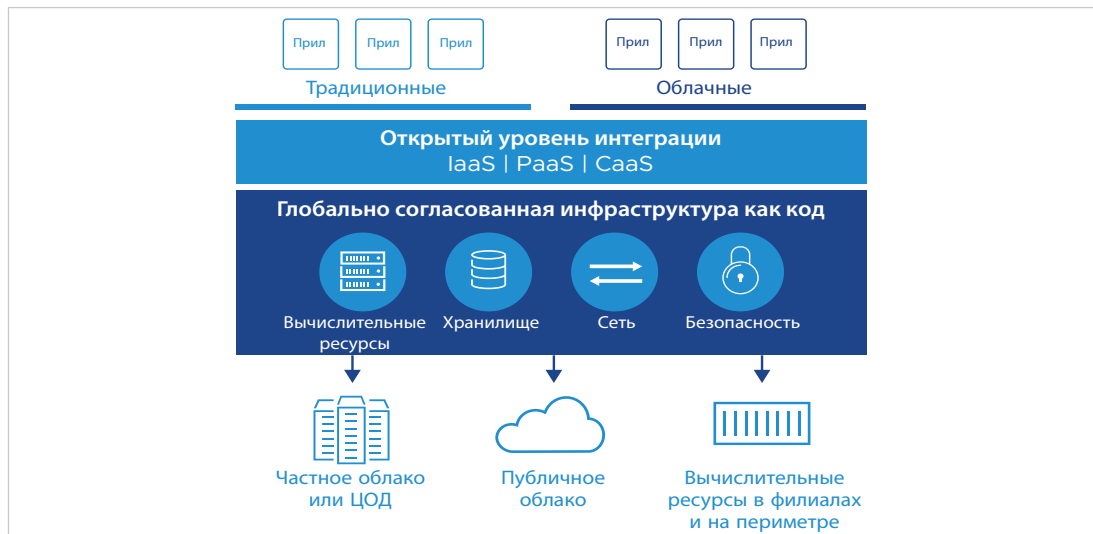 Прил Прил Прил Прил Прил Прил
Традиционные Облачные
Открытый уровень интеграции
IaaS | PaaS | CaaS
Глобально согласованная инфраструктура как код
Вычислительные
ресурсы
Хранилище
Сеть
Безопасность
Частное облако
или ЦОД
Публичное
облако
Вычислительные
ресурсы в филиалах
и на периметре